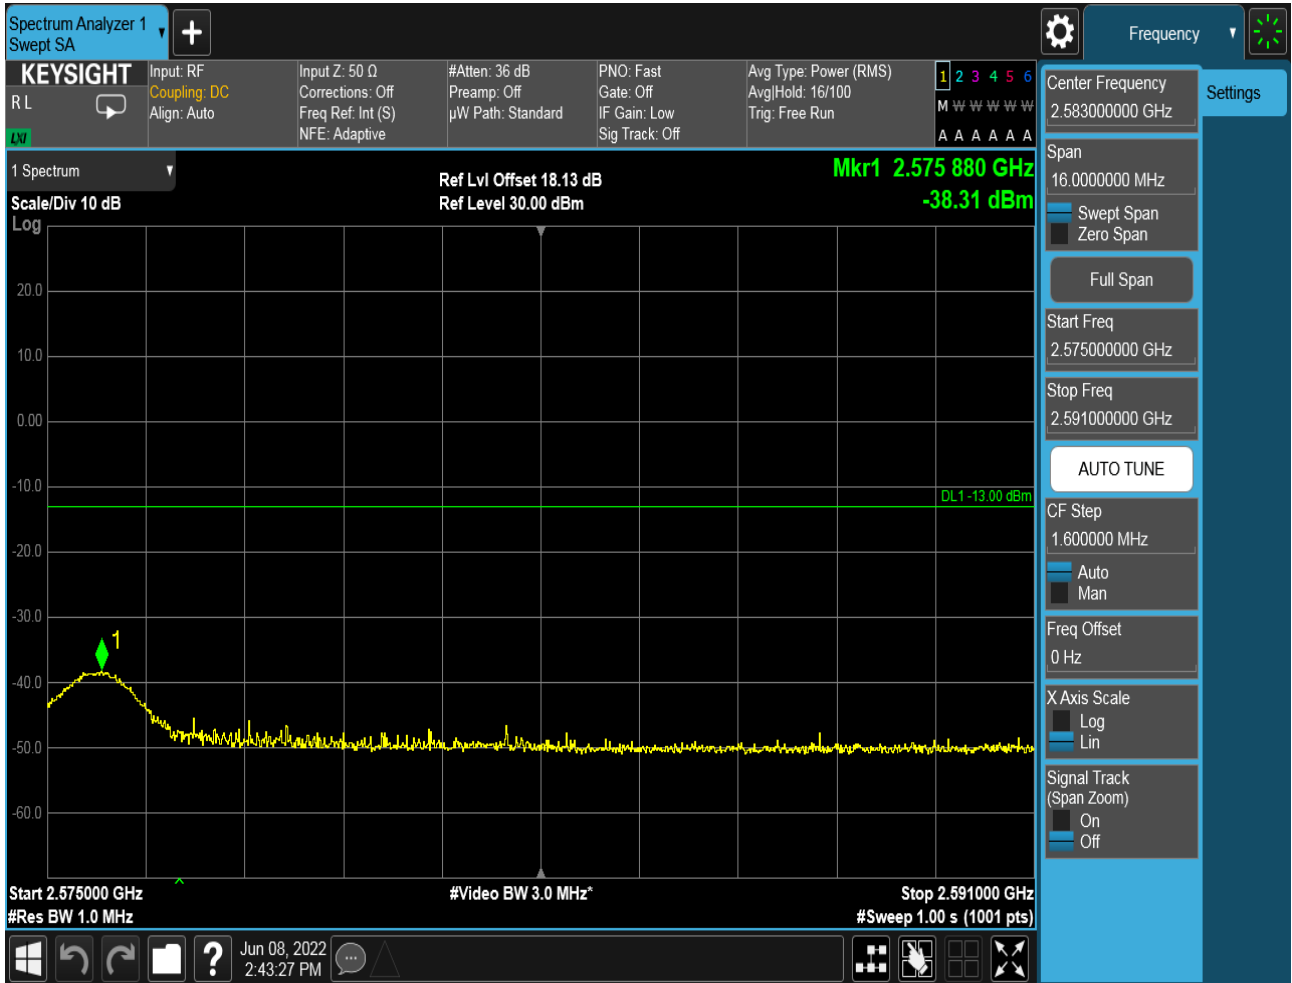 Spectrum Analyzer 1
Swept SA
Frequency
KEYSIGHT
R L
LXI
Input: RF
Coupling: DC
Align: Auto
Input Z: 50 Ω
Corrections: Off
Freq Ref: Int (S)
NFE: Adaptive
#Atten: 36 dB
Preamp: Off
µW Path: Standard
PNO: Fast
Gate: Off
IF Gain: Low
Sig Track: Off
Avg Type: Power (RMS)
Avg|Hold: 16/100
Trig: Free Run
1 2 3 4 5 6
M W W W W W
A A A A A A
1 Spectrum
Scale/Div 10 dB
Log
Ref Lvl Offset 18.13 dB
Ref Level 30.00 dBm
Mkr1 2.575 880 GHz
-38.31 dBm
20.0
10.0
0.00
-10.0
-20.0
-30.0
-40.0
-50.0
-60.0
DL1 -13.00 dBm
1
Start 2.575000 GHz
#Res BW 1.0 MHz
#Video BW 3.0 MHz*
Stop 2.591000 GHz
#Sweep 1.00 s (1001 pts)
Center Frequency
2.583000000 GHz
Settings
Span
16.0000000 MHz
Swept Span
Zero Span
Full Span
Start Freq
2.575000000 GHz
Stop Freq
2.591000000 GHz
AUTO TUNE
CF Step
1.600000 MHz
Auto
Man
Freq Offset
0 Hz
X Axis Scale
Log
Lin
Signal Track
(Span Zoom)
On
Off
?
Jun 08, 2022
2:43:27 PM